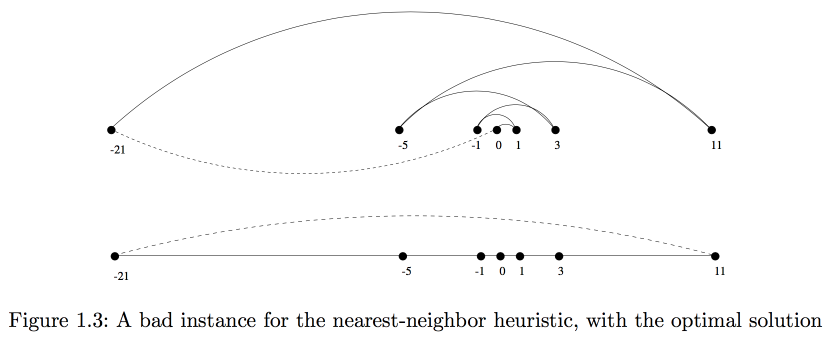 -21 -5 -1 0 1 3 11
-21 -5 -1 0 1 3 11
Figure 1.3: A bad instance for the nearest-neighbor heuristic, with the optimal solution